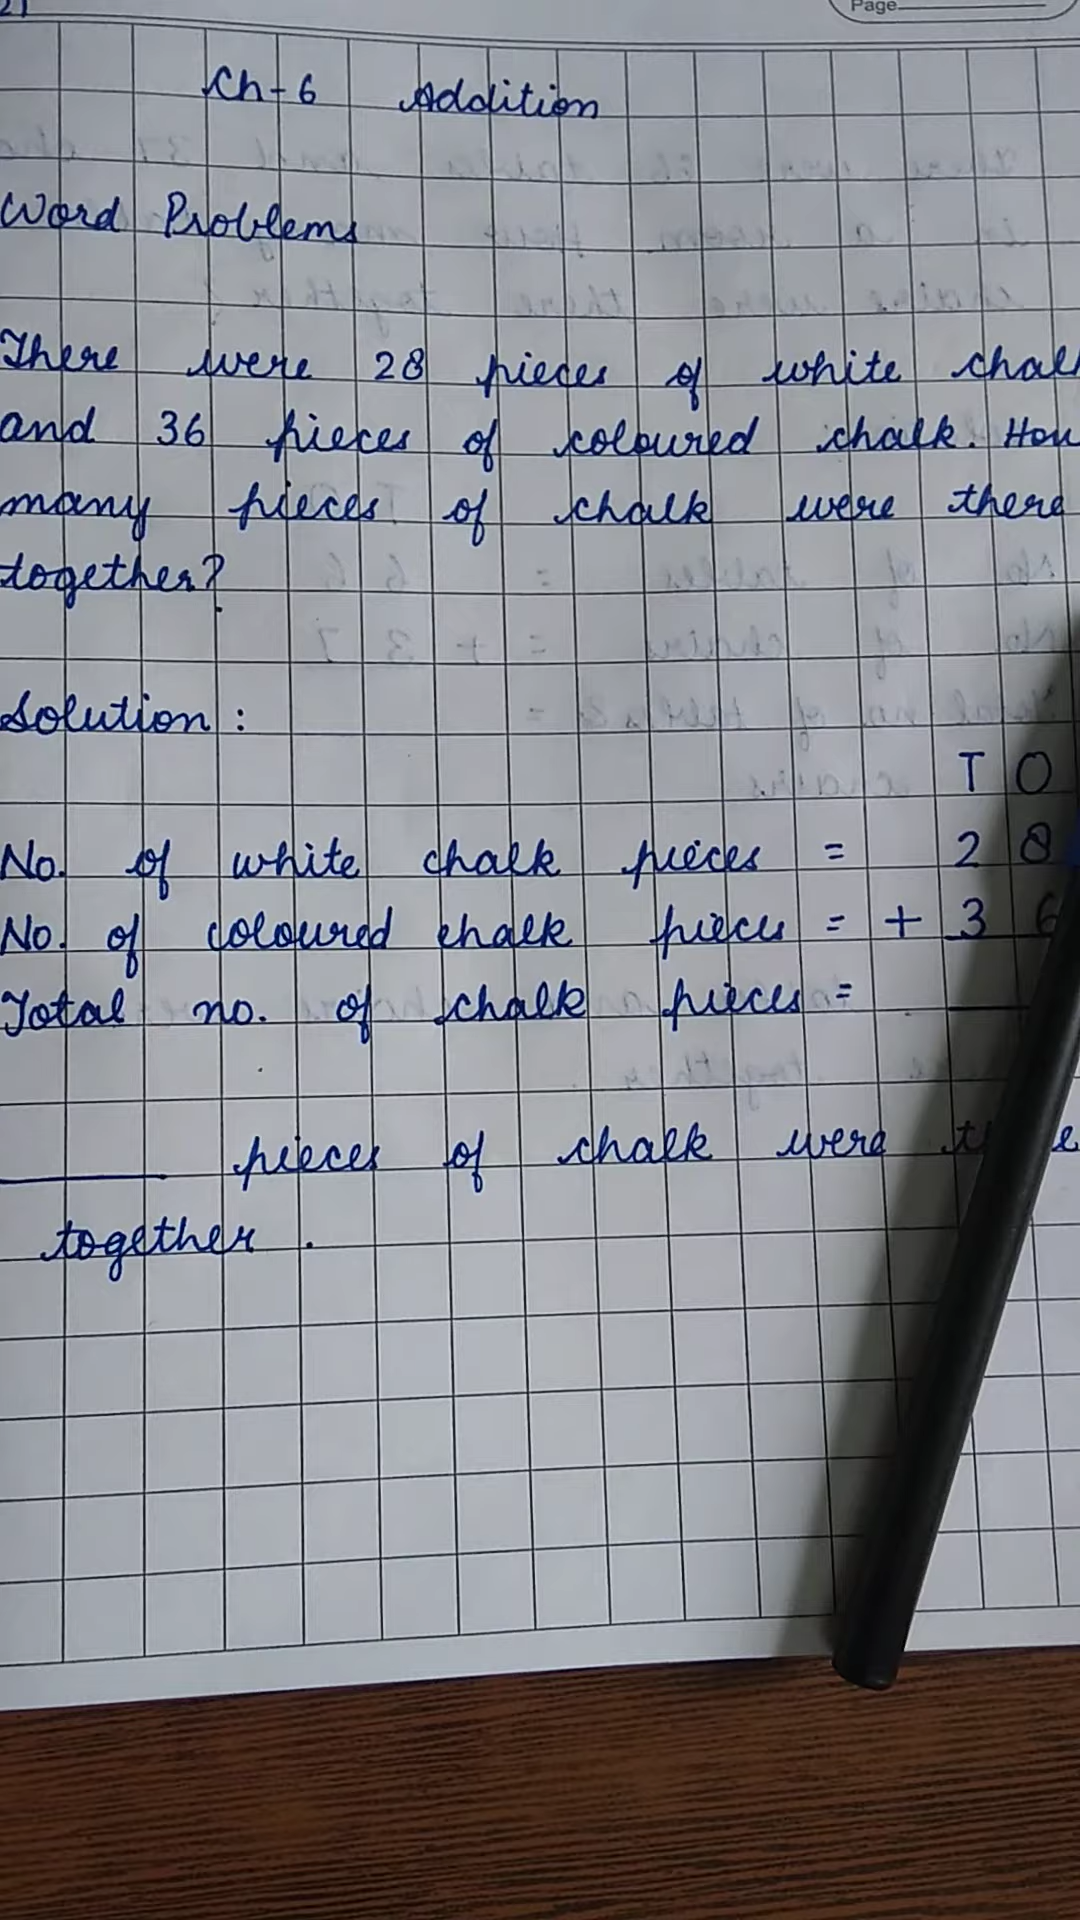 21
Page
Ch-6 Addition
Word Problems
There were 28 pieces of white chalk
and 36 pieces of coloured chalk. How
many pieces of chalk were there
together?
Solution :
T O
No. of white chalk pieces = 2 8
No. of coloured chalk pieces = + 3 6
Total no. of chalk pieces =
pieces of chalk were
together.